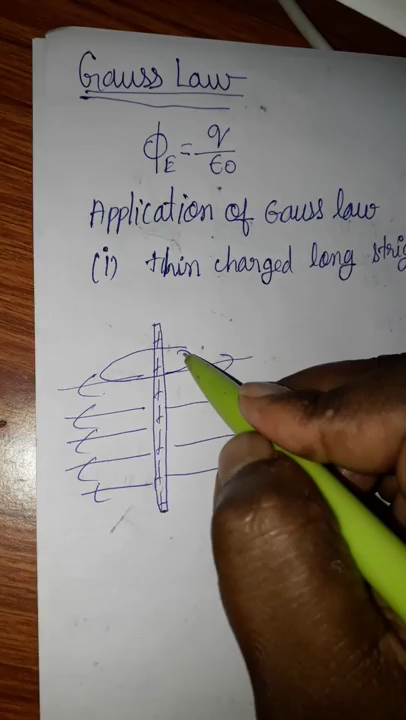 Gauss Law
ϕE = q/ϵ0
Application of Gauss law
(i) thin charged long